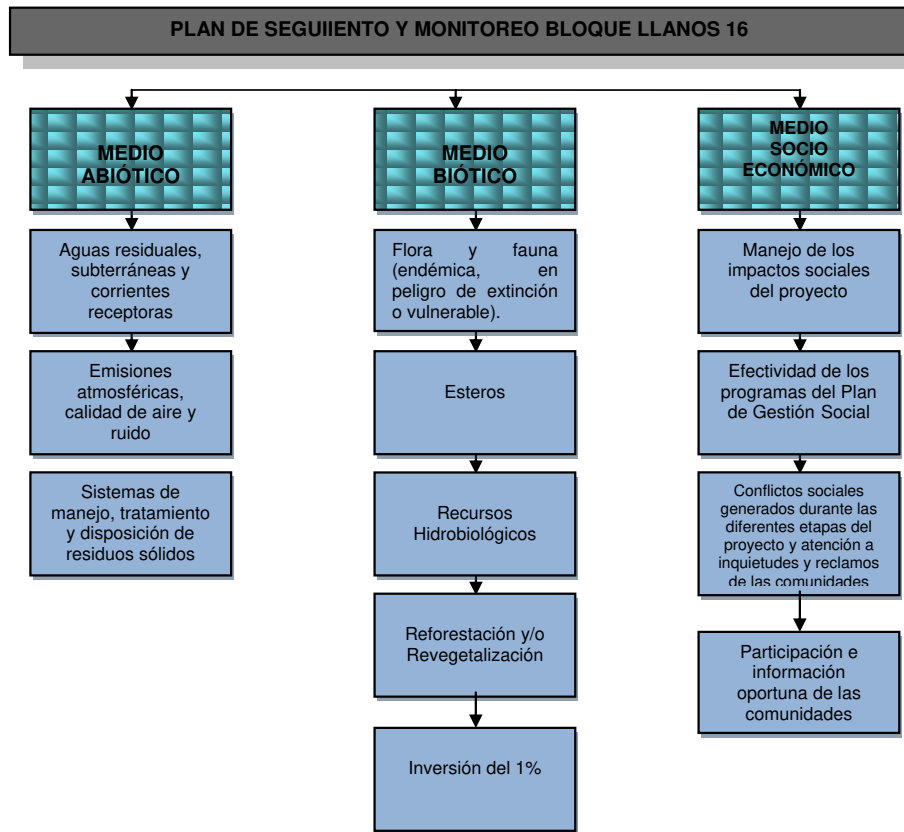 PLAN DE SEGUIIENTO Y MONITOREO BLOQUE LLANOS 16
MEDIO
ABIÓTICO
Aguas residuales,
subterráneas y
corrientes
receptoras
Emisiones
atmosféricas,
calidad de aire y
ruido
Sistemas de
manejo, tratamiento
y disposición de
residuos sólidos
MEDIO
BIÓTICO
Flora y fauna
(endémica, en
peligro de extinción
o vulnerable).
Esteros
Recursos
Hidrobiológicos
Reforestación y/o
Revegetalización
Inversión del 1%
MEDIO
SOCIO
ECONÓMICO
Manejo de los
impactos sociales
del proyecto
Efectividad de los
programas del Plan
de Gestión Social
Conflictos sociales
generados durante las
diferentes etapas del
proyecto y atención a
inquietudes y reclamos
de las comunidades
Participación e
información
oportuna de las
comunidades